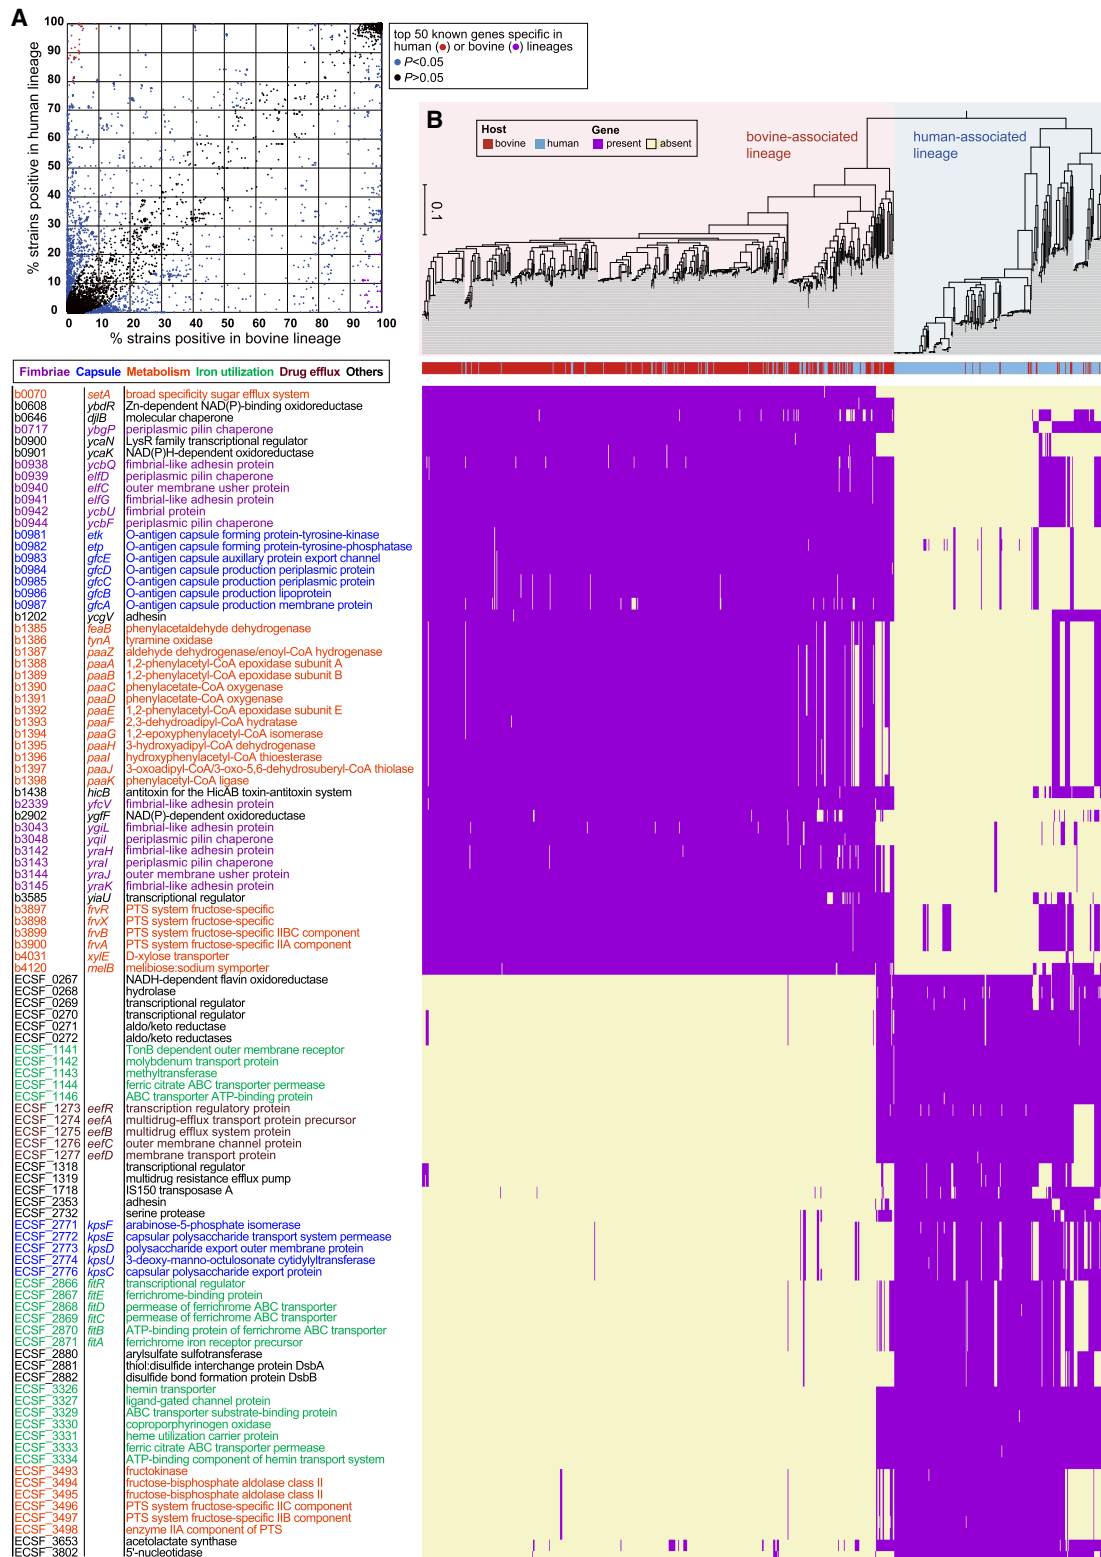 A
100
90
80
70
60
50
40
30
20
10
0
% strains positive in human lineage
0 10 20 30 40 50 60 70 80 90 100
% strains positive in bovine lineage
top 50 known genes specific in
human (●) or bovine (●) lineages
P<0.05
P>0.05
B
Host Gene
bovine human present absent
bovine-associated
lineage
human-associated
lineage
0.1
Fimbriae Capsule Metabolism Iron utilization Drug efflux Others
b0070 setA broad specificity sugar efflux system
b0608 ybdR Zn-dependent NAD(P)-binding oxidoreductase
b0646 djlB molecular chaperone
b0717 ybgP periplasmic pilin chaperone
b0900 ycaN LysR family transcriptional regulator
b0901 ycaK NAD(P)H-dependent oxidoreductase
b0938 ycbQ fimbrial-like adhesin protein
b0939 elfD periplasmic pilin chaperone
b0940 elfC outer membrane usher protein
b0941 elfG fimbrial-like adhesin protein
b0942 ycbU fimbrial protein
b0944 ycbF periplasmic pilin chaperone
b0981 etk O-antigen capsule forming protein-tyrosine-kinase
b0982 etp O-antigen capsule forming protein-tyrosine-phosphatase
b0983 gfcE O-antigen capsule auxillary protein export channel
b0984 gfcD O-antigen capsule production periplasmic protein
b0985 gfcC O-antigen capsule production periplasmic protein
b0986 gfcB O-antigen capsule production lipoprotein
b0987 gfcA O-antigen capsule production membrane protein
b1202 ycgV adhesin
b1385 feaB phenylacetaldehyde dehydrogenase
b1386 tynA tyramine oxidase
b1387 paaZ aldehyde dehydrogenase/enoyl-CoA hydrogenase
b1388 paaA 1,2-phenylacetyl-CoA epoxidase subunit A
b1389 paaB 1,2-phenylacetyl-CoA epoxidase subunit B
b1390 paaC phenylacetate-CoA oxygenase
b1391 paaD phenylacetate-CoA oxygenase
b1392 paaE 1,2-phenylacetyl-CoA epoxidase subunit E
b1393 paaF 2,3-dehydroadipyl-CoA hydratase
b1394 paaG 1,2-epoxyphenylacetyl-CoA isomerase
b1395 paaH 3-hydroxyadipyl-CoA dehydrogenase
b1396 paaI hydroxyphenylacetyl-CoA thioesterase
b1397 paaJ 3-oxoadipyl-CoA/3-oxo-5,6-dehydrosuberyl-CoA thiolase
b1398 paaK phenylacetyl-CoA ligase
b1438 hicB antitoxin for the HicAB toxin-antitoxin system
b2339 yfcV fimbrial-like adhesin protein
b2902 ygfF NAD(P)-dependent oxidoreductase
b3043 ygiL fimbrial-like adhesin protein
b3048 yqiI periplasmic pilin chaperone
b3142 yraH fimbrial-like adhesin protein
b3143 yraI periplasmic pilin chaperone
b3144 yraJ outer membrane usher protein
b3145 yraK fimbrial-like adhesin protein
b3585 yiaU transcriptional regulator
b3897 frvR PTS system fructose-specific
b3898 frvX PTS system fructose-specific
b3899 frvB PTS system fructose-specific IIBC component
b3900 frvA PTS system fructose-specific IIA component
b4031 xylE D-xylose transporter
b4120 melB melibiose:sodium symporter
ECSF_0267 NADH-dependent flavin oxidoreductase
ECSF_0268 hydrolase
ECSF_0269 transcriptional regulator
ECSF_0270 transcriptional regulator
ECSF_0271 aldo/keto reductase
ECSF_0272 aldo/keto reductases
ECSF_1141 TonB dependent outer membrane receptor
ECSF_1142 molybdenum transport protein
ECSF_1143 methyltransferase
ECSF_1144 ferric citrate ABC transporter permease
ECSF_1146 ABC transporter ATP-binding protein
ECSF_1273 eefR transcription regulatory protein
ECSF_1274 eefA multidrug-efflux transport protein precursor
ECSF_1275 eefB multidrug efflux system protein
ECSF_1276 eefC outer membrane channel protein
ECSF_1277 eefD membrane transport protein
ECSF_1318 transcriptional regulator
ECSF_1319 multidrug resistance efflux pump
ECSF_1718 IS150 transposase A
ECSF_2353 adhesin
ECSF_2732 serine protease
ECSF_2771 kpsF arabinose-5-phosphate isomerase
ECSF_2772 kpsE capsular polysaccharide transport system permease
ECSF_2773 kpsD polysaccharide export outer membrane protein
ECSF_2774 kpsU 3-deoxy-manno-octulosonate cytidylyltransferase
ECSF_2776 kpsC capsular polysaccharide export protein
ECSF_2866 fitR transcriptional regulator
ECSF_2867 fitE ferrichrome-binding protein
ECSF_2868 fitD permease of ferrichrome ABC transporter
ECSF_2869 fitC permease of ferrichrome ABC transporter
ECSF_2870 fitB ATP-binding protein of ferrichrome ABC transporter
ECSF_2871 fitA ferrichrome iron receptor precursor
ECSF_2880 arylsulfate sulfotransferase
ECSF_2881 thiol:disulfide interchange protein DsbA
ECSF_2882 disulfide bond formation protein DsbB
ECSF_3326 hemin transporter
ECSF_3327 ligand-gated channel protein
ECSF_3329 ABC transporter substrate-binding protein
ECSF_3330 coproporphyrinogen oxidase
ECSF_3331 heme utilization carrier protein
ECSF_3333 ferric citrate ABC transporter permease
ECSF_3334 ATP-binding component of hemin transport system
ECSF_3493 fructokinase
ECSF_3494 fructose-bisphosphate aldolase class II
ECSF_3495 fructose-bisphosphate aldolase class II
ECSF_3496 PTS system fructose-specific IIC component
ECSF_3497 PTS system fructose-specific IIB component
ECSF_3498 enzyme IIA component of PTS
ECSF_3653 acetolactate synthase
ECSF_3802 5'-nucleotidase